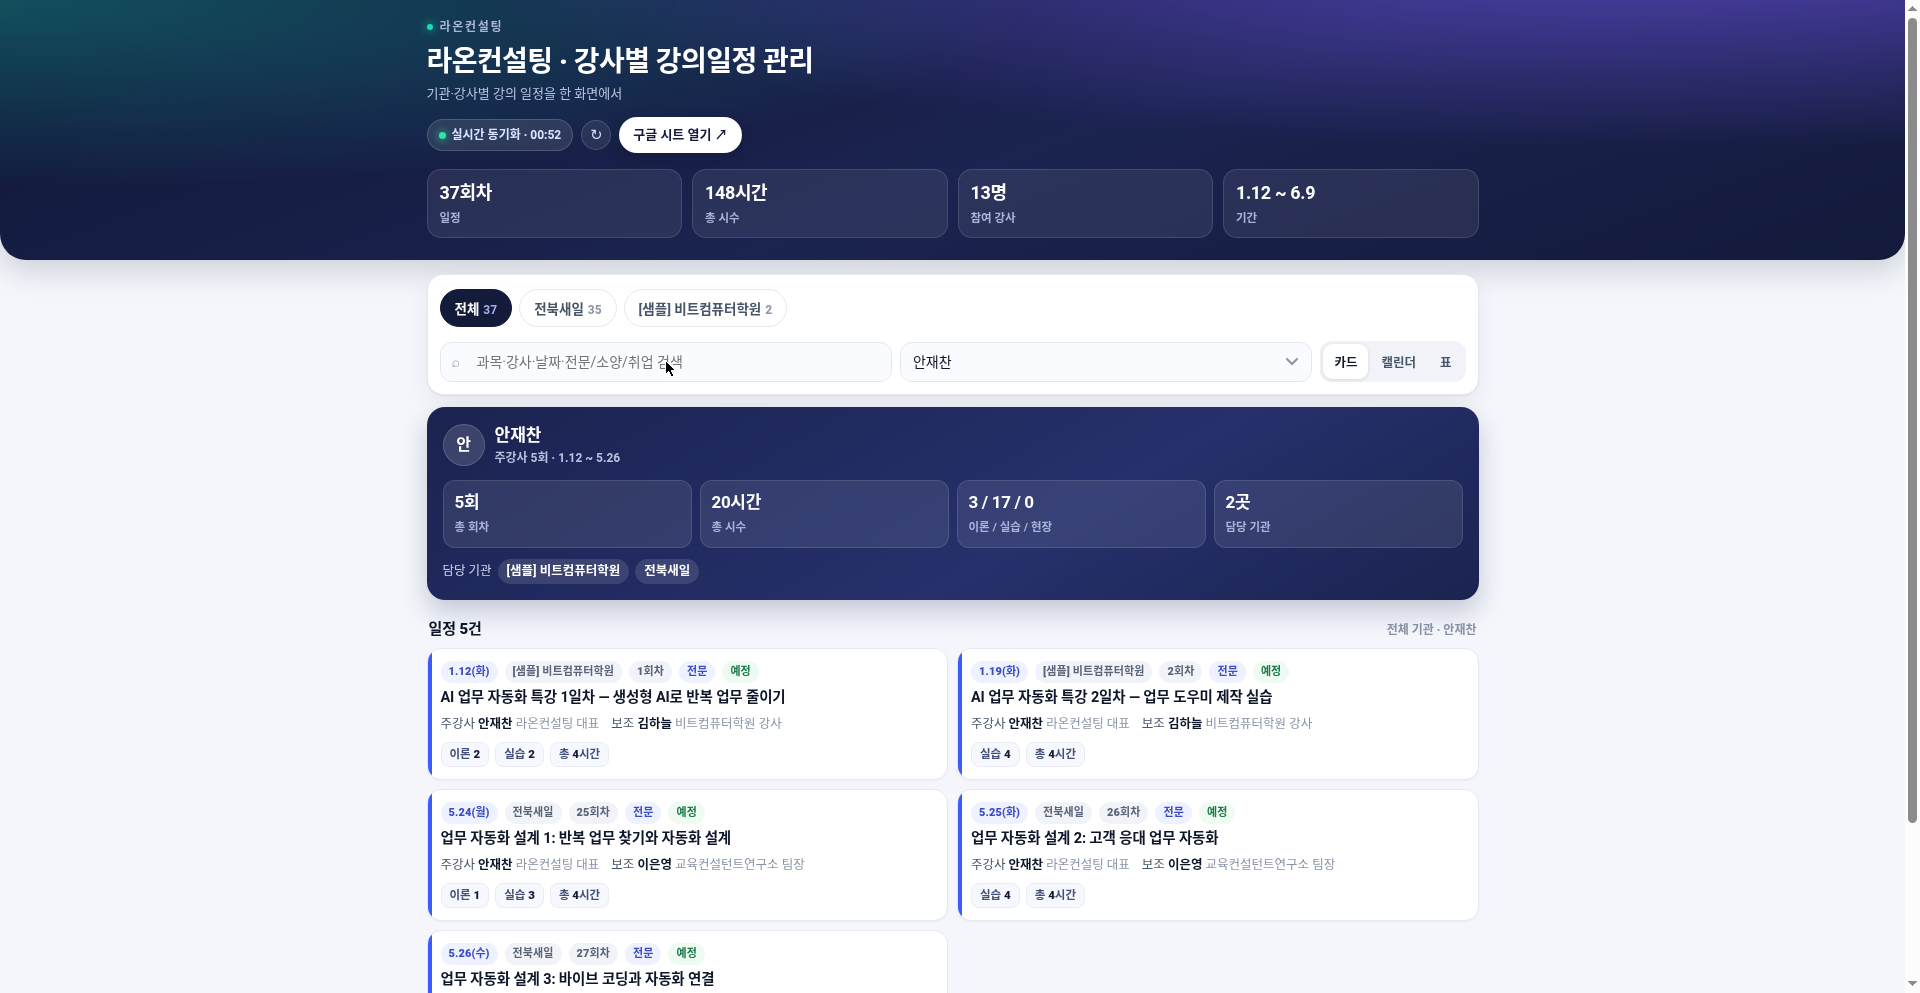 라온컨설팅
라온컨설팅 · 강사별 강의일정 관리
기관·강사별 강의 일정을 한 화면에서
실시간 동기화 · 00:52 ↻ 구글 시트 열기 ↗
37회차 148시간 13명 1.12 ~ 6.9
일정 총 시수 참여 강사 기간
전체 37 전북새일 35 [샘플] 비트컴퓨터학원 2
과목·강사·날짜·전문/소양/취업 검색 안재찬 카드 캘린더 표
안 안재찬
주강사 5회 · 1.12 ~ 5.26
5회 20시간 3 / 17 / 0 2곳
총 회차 총 시수 이론 / 실습 / 현장 담당 기관
담당 기관 [샘플] 비트컴퓨터학원 전북새일
일정 5건 전체 기관 · 안재찬
1.12(화) [샘플] 비트컴퓨터학원 1회차 전문 예정
AI 업무 자동화 특강 1일차 — 생성형 AI로 반복 업무 줄이기
주강사 안재찬 라온컨설팅 대표 보조 김하늘 비트컴퓨터학원 강사
이론 2 실습 2 총 4시간
1.19(화) [샘플] 비트컴퓨터학원 2회차 전문 예정
AI 업무 자동화 특강 2일차 — 업무 도우미 제작 실습
주강사 안재찬 라온컨설팅 대표 보조 김하늘 비트컴퓨터학원 강사
실습 4 총 4시간
5.24(월) 전북새일 25회차 전문 예정
업무 자동화 설계 1: 반복 업무 찾기와 자동화 설계
주강사 안재찬 라온컨설팅 대표 보조 이은영 교육컨설턴트연구소 팀장
이론 1 실습 3 총 4시간
5.25(화) 전북새일 26회차 전문 예정
업무 자동화 설계 2: 고객 응대 업무 자동화
주강사 안재찬 라온컨설팅 대표 보조 이은영 교육컨설턴트연구소 팀장
실습 4 총 4시간
5.26(수) 전북새일 27회차 전문 예정
업무 자동화 설계 3: 바이브 코딩과 자동화 연결